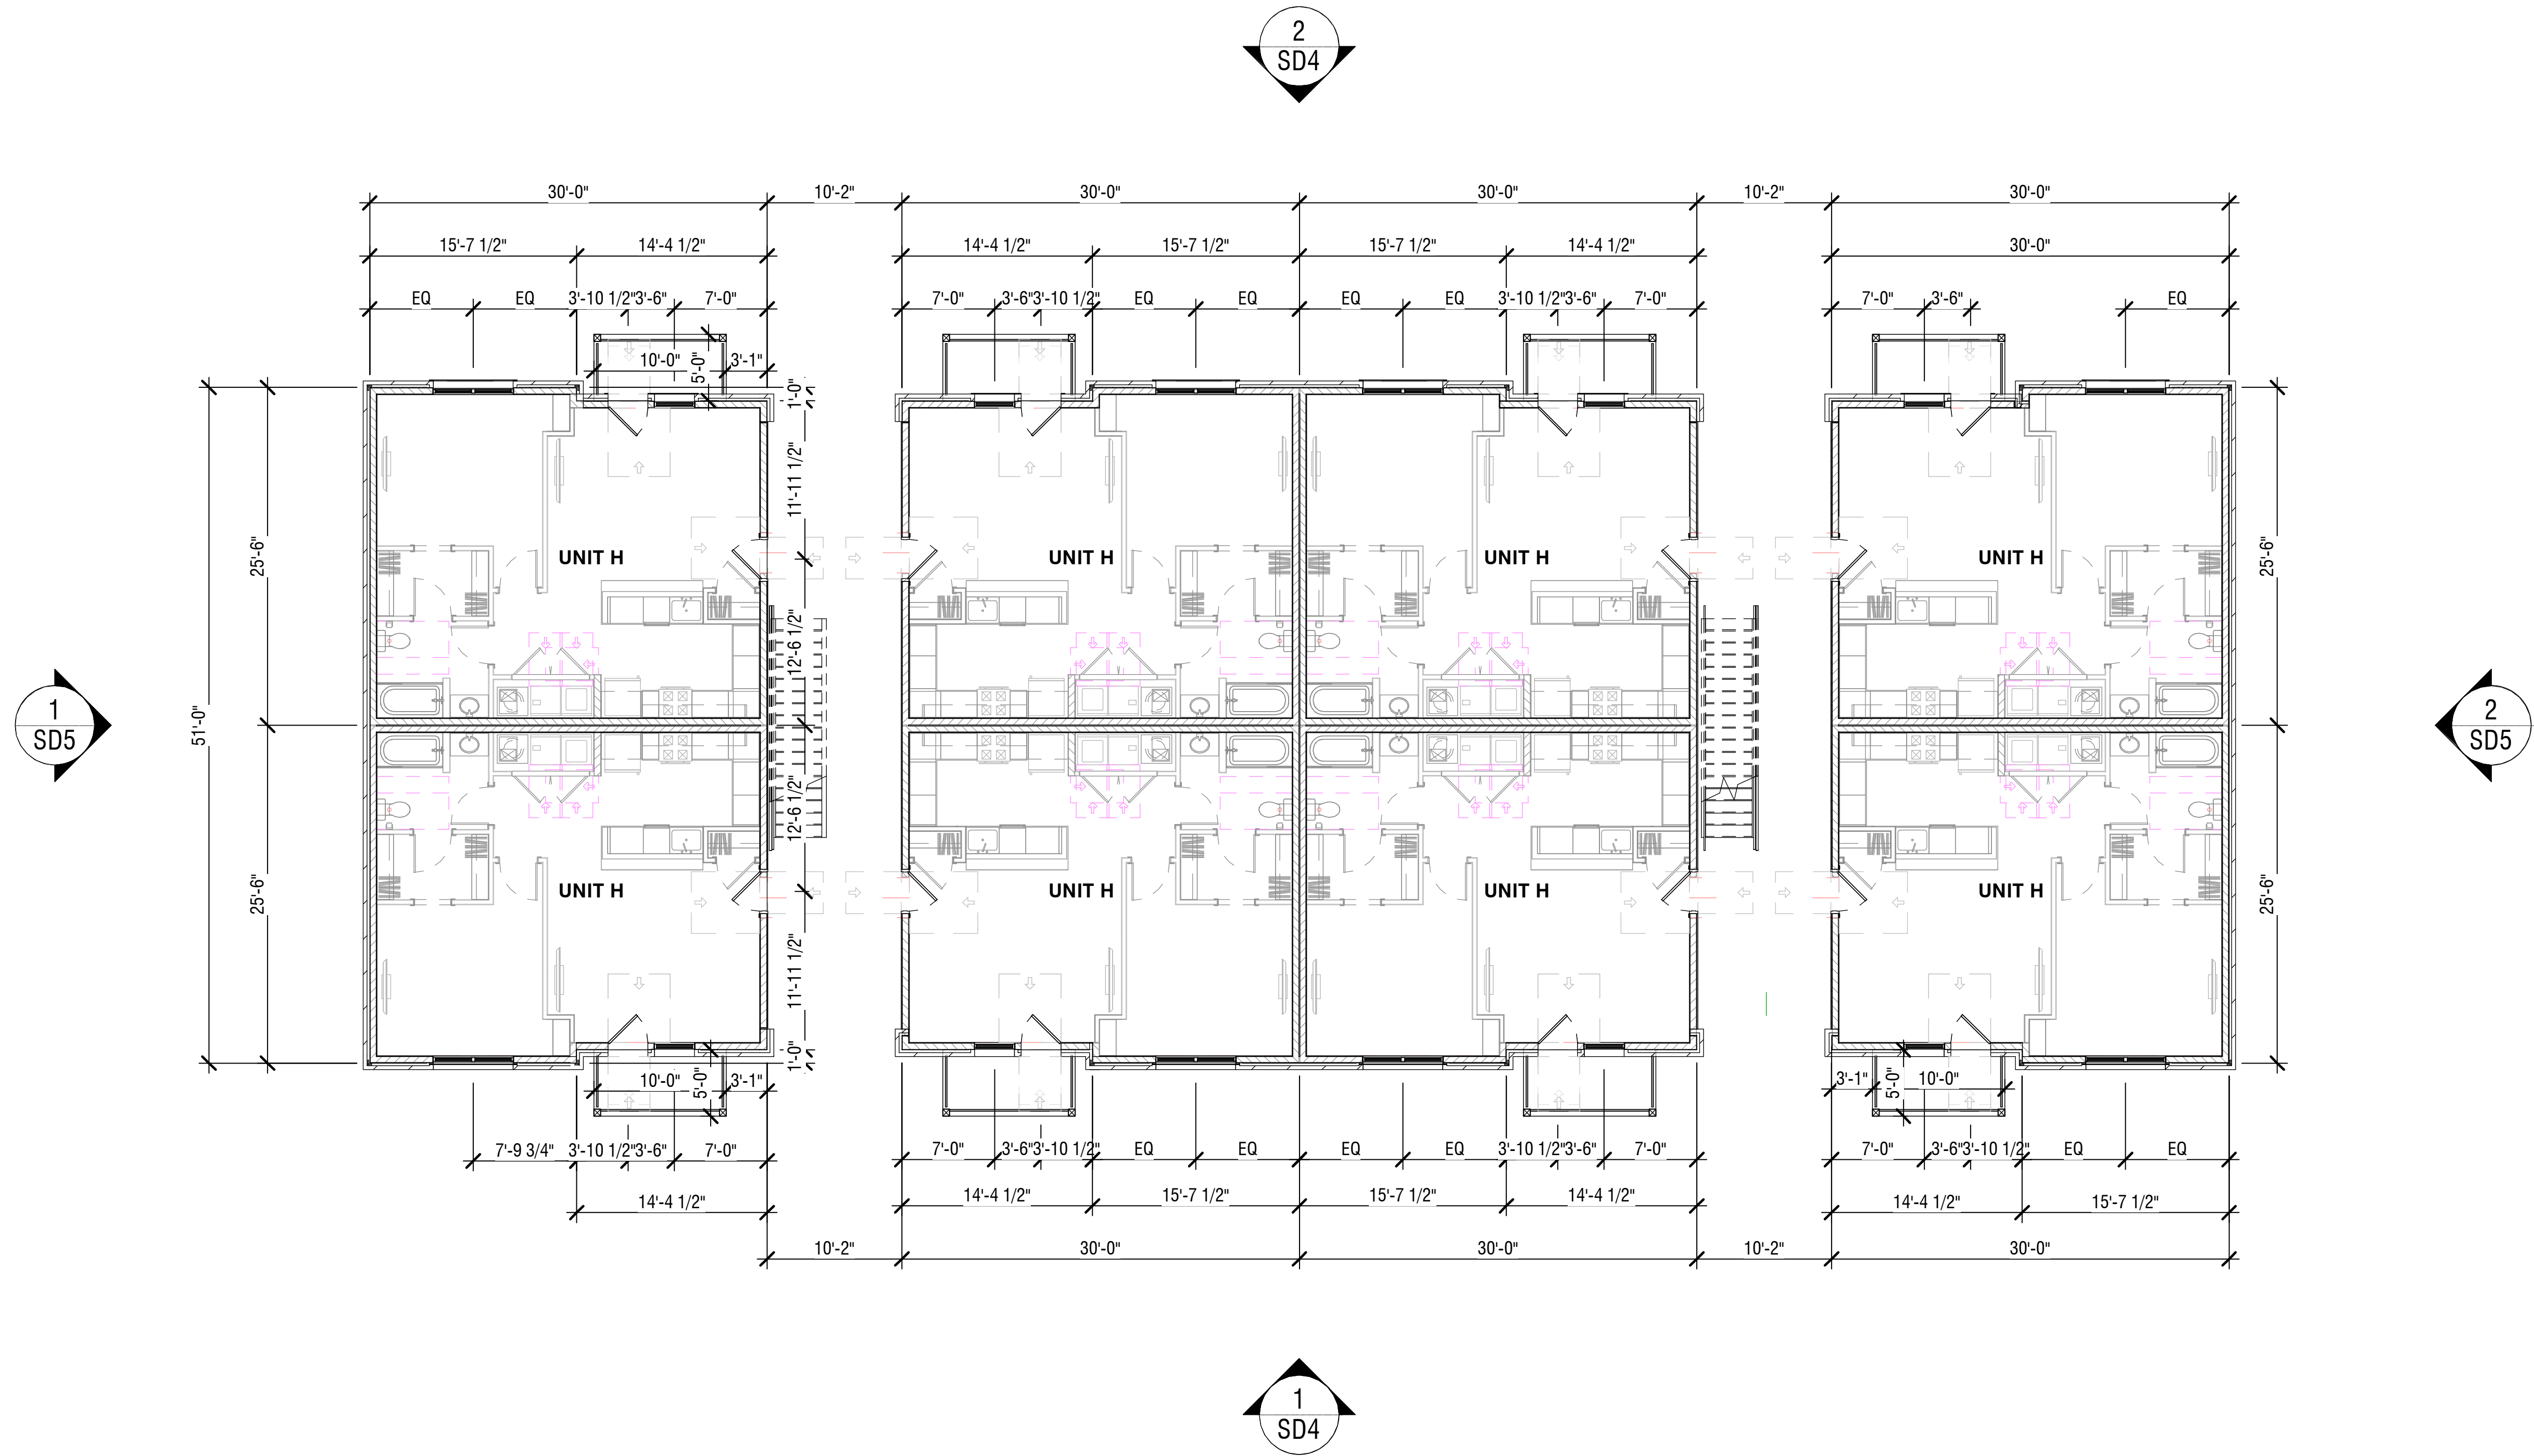 2
SD4
30'-0" 10'-2" 30'-0" 30'-0" 10'-2" 30'-0"
15'-7 1/2" 14'-4 1/2" 14'-4 1/2" 15'-7 1/2" 15'-7 1/2" 14'-4 1/2" 30'-0"
EQ EQ 3'-10 1/2" 3'-6" 7'-0" 7'-0" 3'-6" 3'-10 1/2" EQ EQ EQ EQ 3'-10 1/2" 3'-6" 7'-0" 7'-0" 3'-6" EQ
10'-0" 5'-0" 3'-1"
1'-0"
11'-11 1/2"
25'-6" UNIT H UNIT H UNIT H UNIT H 25'-6"
12'-6 1/2"
1
SD5
51'-0"
2
SD5
12'-6 1/2"
25'-6" UNIT H UNIT H UNIT H UNIT H 25'-6"
11'-11 1/2"
1'-0"
10'-0" 5'-0" 3'-1" 3'-1" 5'-0" 10'-0"
7'-9 3/4" 3'-10 1/2" 3'-6" 7'-0" 7'-0" 3'-6" 3'-10 1/2" EQ EQ EQ EQ 3'-10 1/2" 3'-6" 7'-0" 7'-0" 3'-6" 3'-10 1/2" EQ EQ
14'-4 1/2" 14'-4 1/2" 15'-7 1/2" 15'-7 1/2" 14'-4 1/2" 14'-4 1/2" 15'-7 1/2"
10'-2" 30'-0" 30'-0" 10'-2" 30'-0"
1
SD4